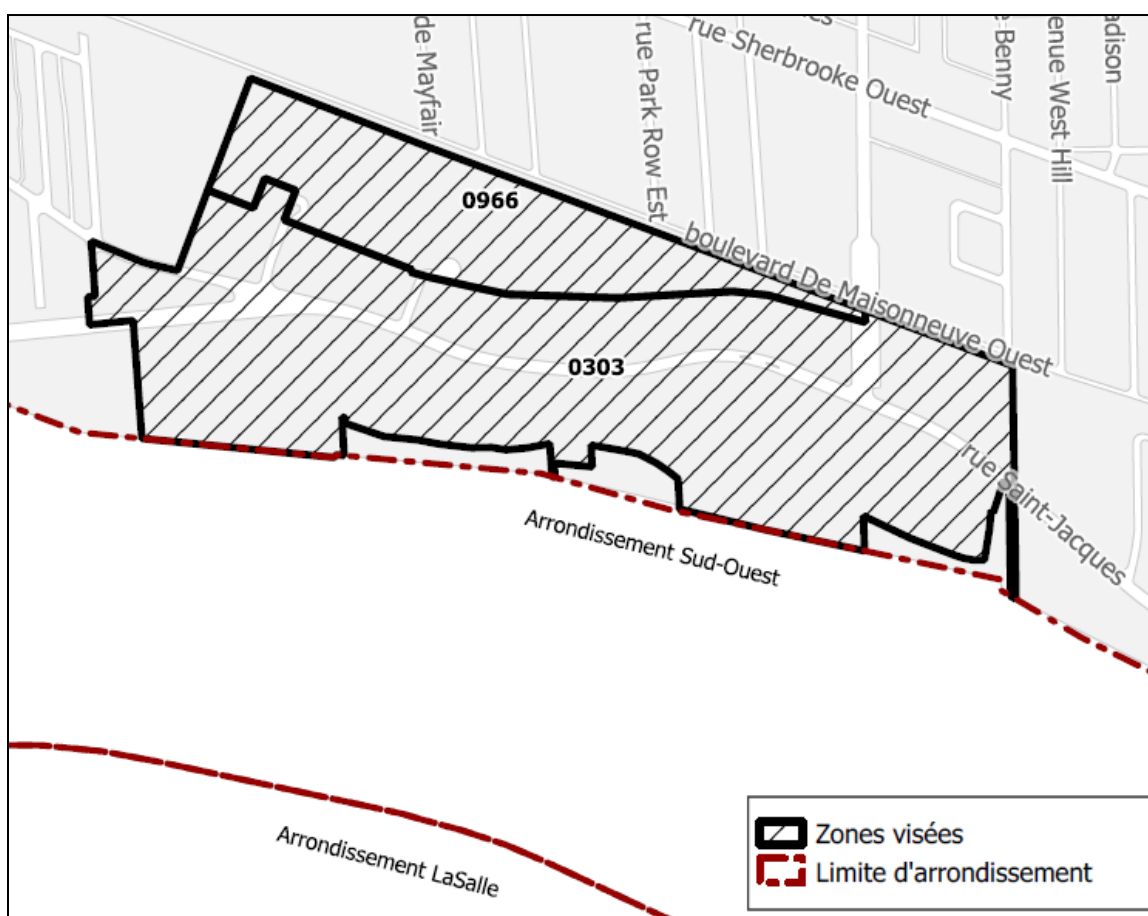 de Mayfair
rue Park Row Est
rue Sherbrooke Ouest
Benny
enue West Hill
adison
0966
boulevard De Maisonneuve Ouest
0303
rue Saint-Jacques
Arrondissement Sud-Ouest
Arrondissement LaSalle
Zones visées
Limite d'arrondissement